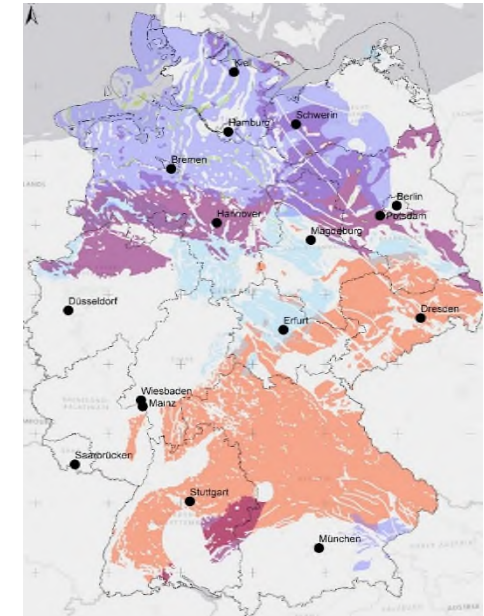 Kiel
Schwerin
Hamburg
Bremen
Berlin
Hannover
Potsdam
Magdeburg
Düsseldorf
Dresden
Erfurt
Wiesbaden
Mainz
Saarbrücken
Stuttgart
München